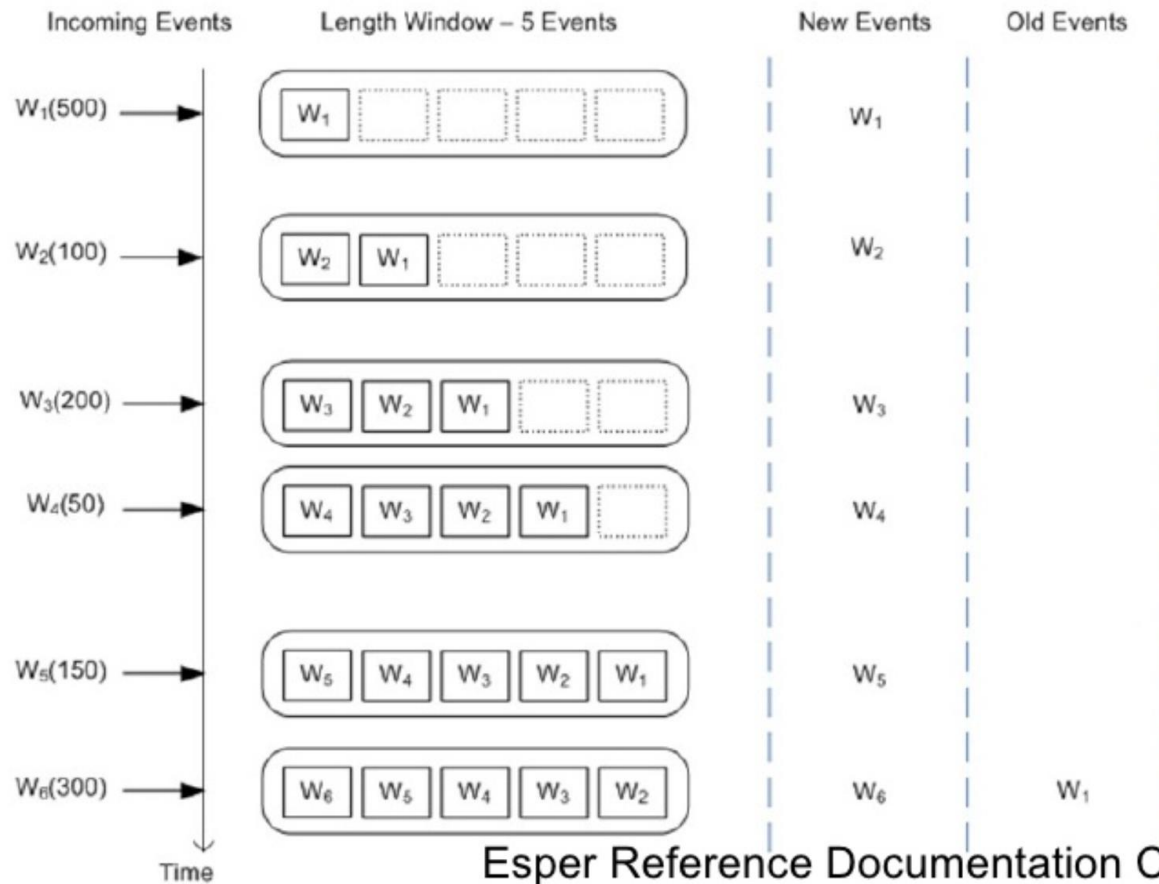 Incoming Events Length Window – 5 Events New Events Old Events
W₁(500) W₁ W₁
W₂(100) W₂ W₁ W₂
W₃(200) W₃ W₂ W₁ W₃
W₄(50) W₄ W₃ W₂ W₁ W₄
W₅(150) W₅ W₄ W₃ W₂ W₁ W₅
W₆(300) W₆ W₅ W₄ W₃ W₂ W₆ W₁
Time
Esper Reference Documentation C